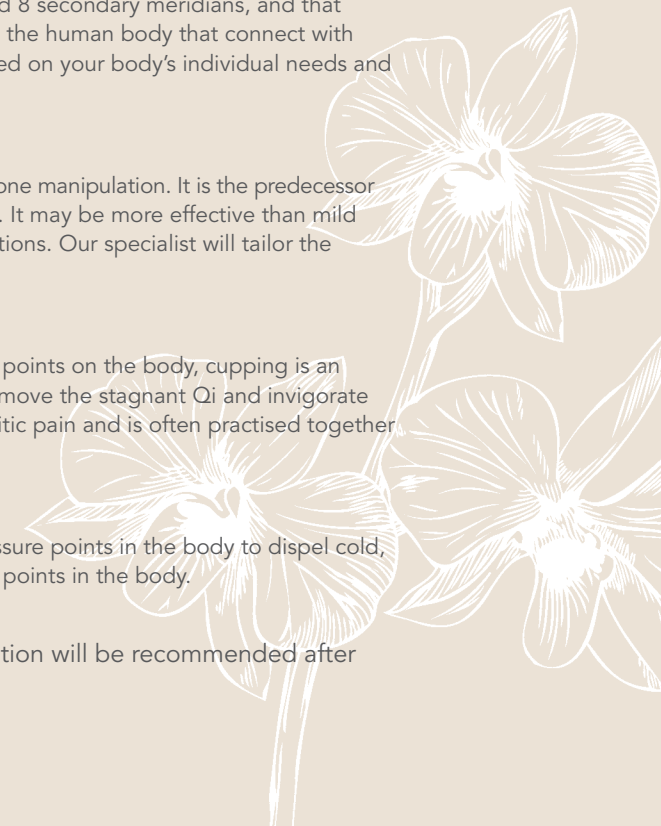 d 8 secondary meridians, and that
the human body that connect with
ed on your body's individual needs and
one manipulation. It is the predecessor
. It may be more effective than mild
tions. Our specialist will tailor the
points on the body, cupping is an
move the stagnant Qi and invigorate
itic pain and is often practised together
ssure points in the body to dispel cold,
points in the body.
tion will be recommended after